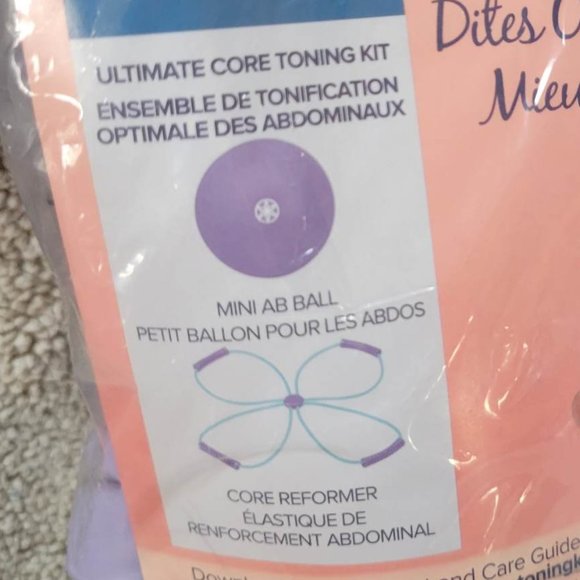 Dites O
Mieu
ULTIMATE CORE TONING KIT
ENSEMBLE DE TONIFICATION
OPTIMALE DES ABDOMINAUX
MINI AB BALL
PETIT BALLON POUR LES ABDOS
CORE REFORMER
ÉLASTIQUE DE
RENFORCEMENT ABDOMINAL
and Care Guide
toningk